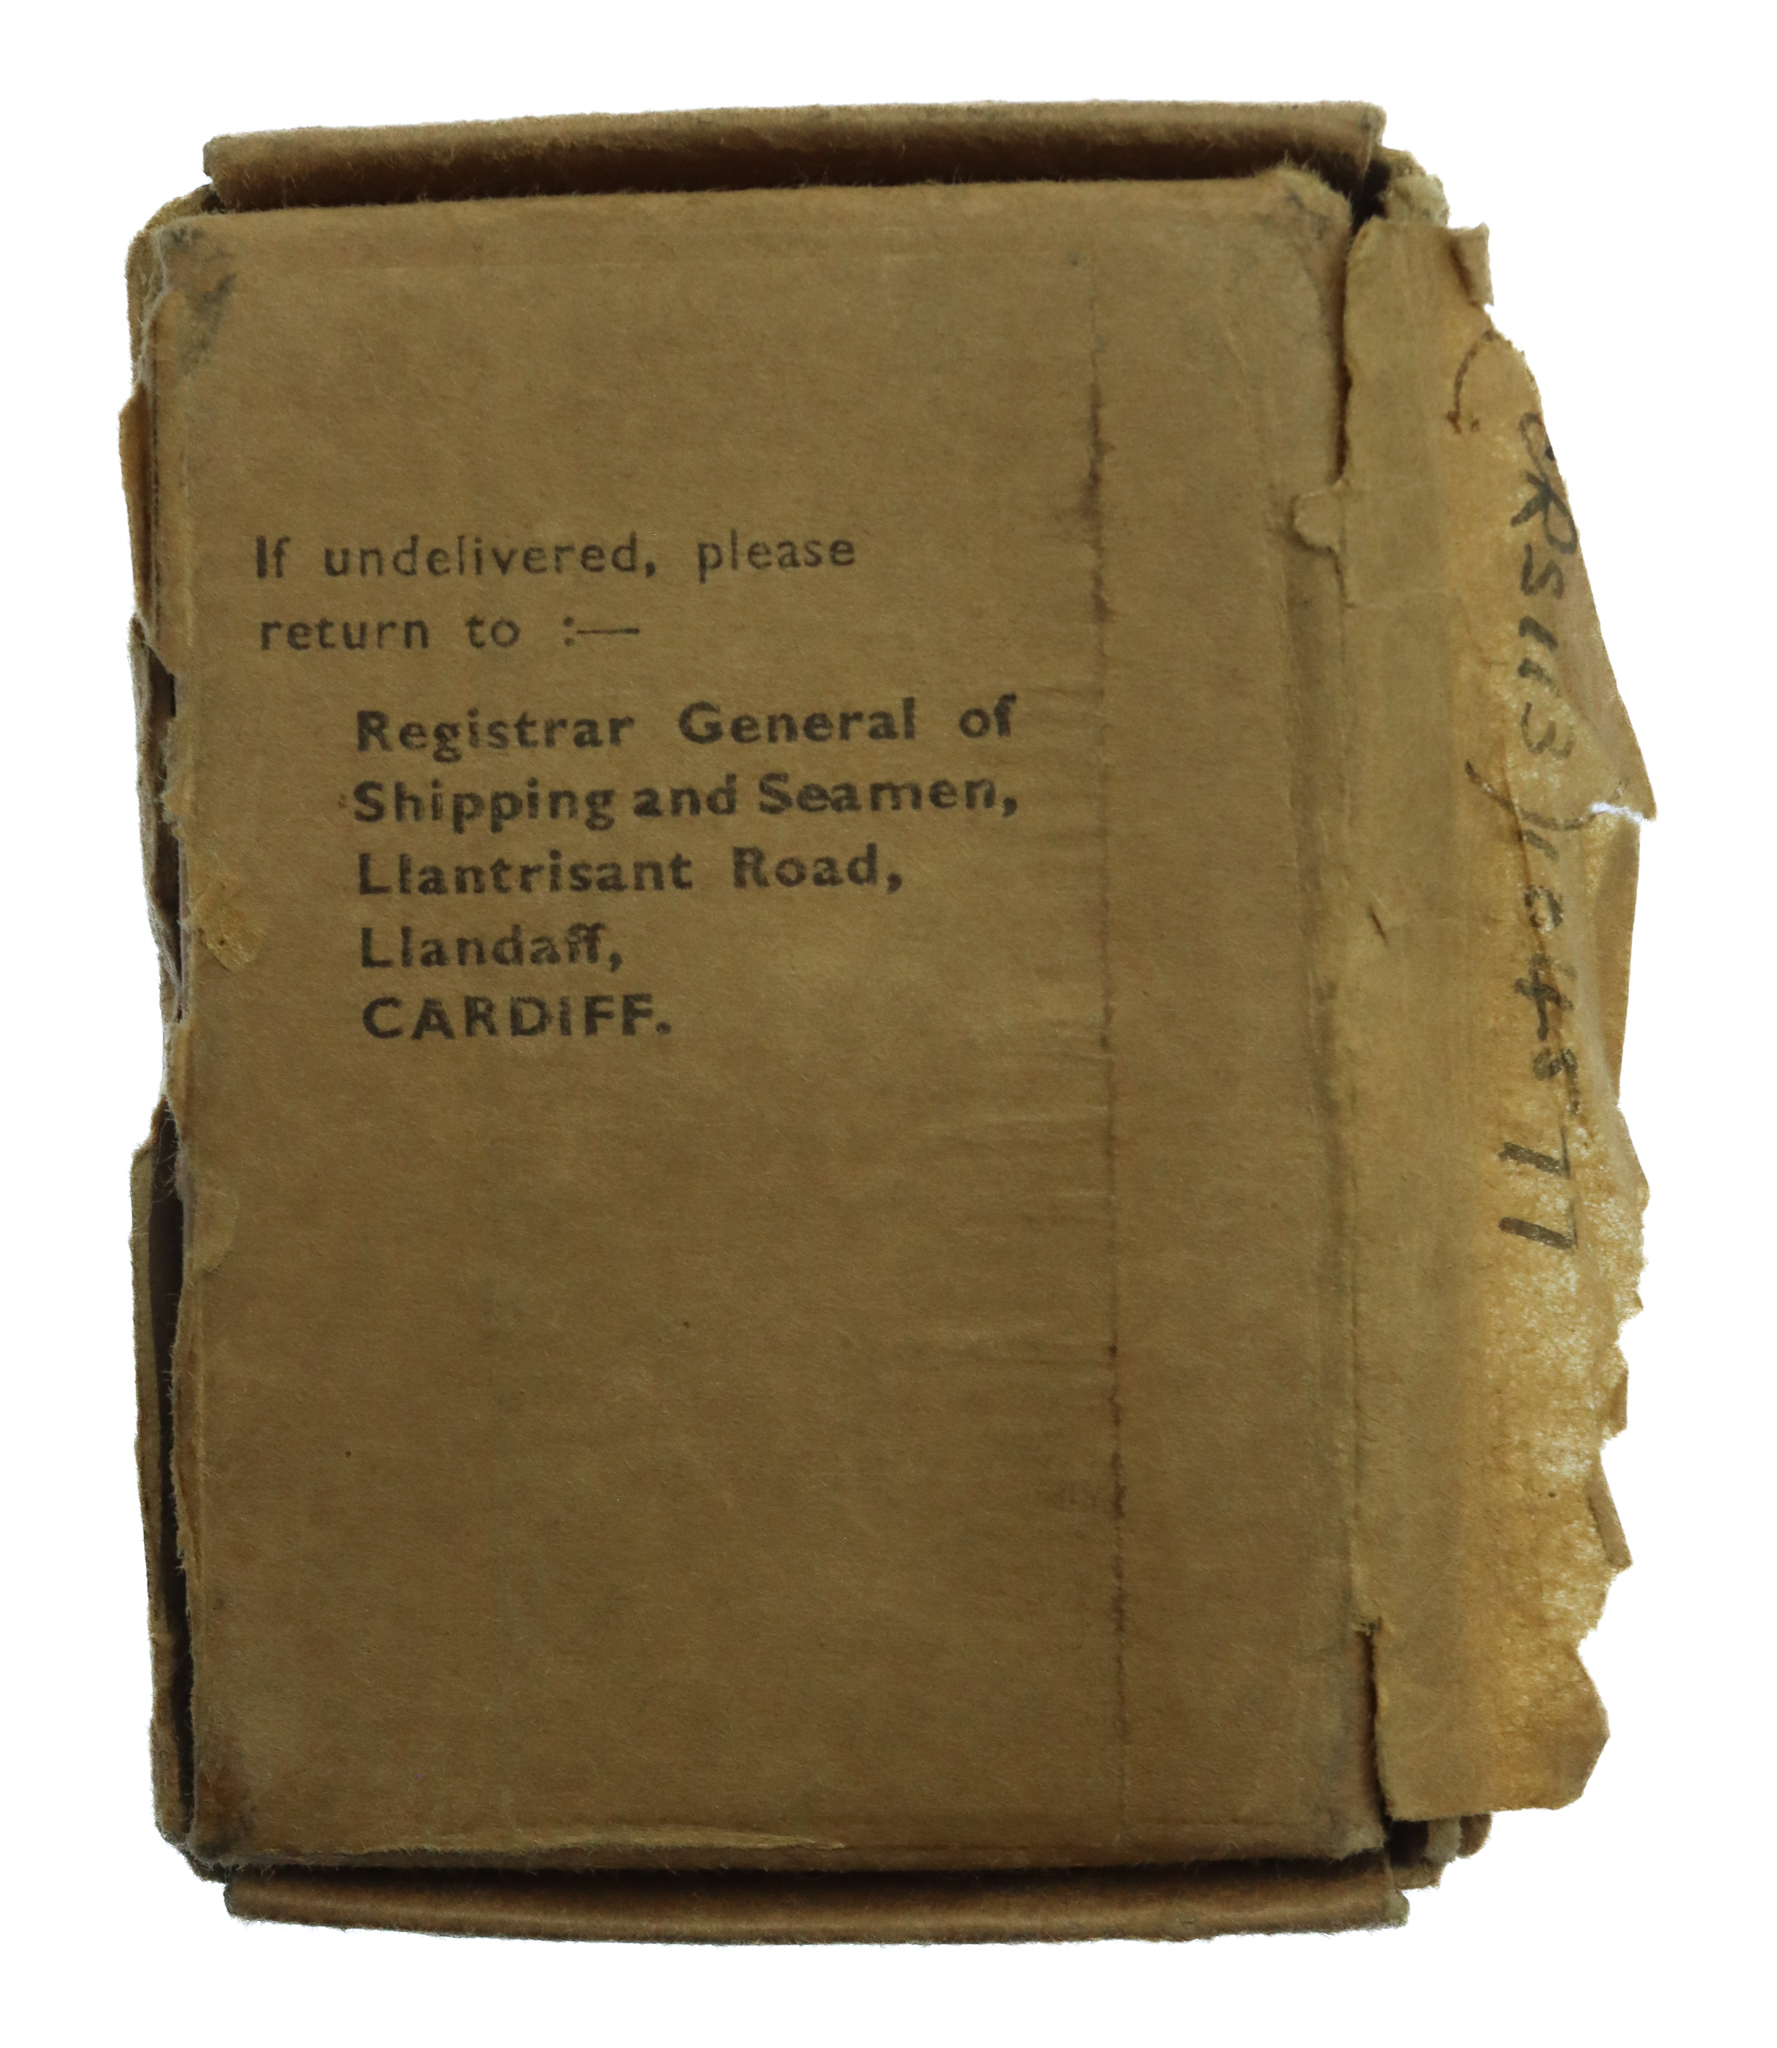 If undelivered, please
return to :—
Registrar General of
Shipping and Seamen,
Llantrisant Road,
Llandaff,
CARDIFF.